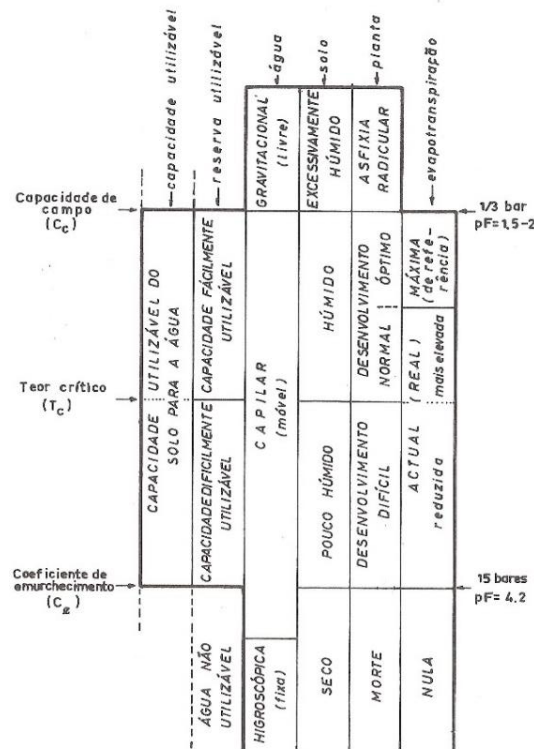 capacidade utilizável
reserva utilizável
água
solo
planta
evapotranspiração
GRAVITACIONAL
(livre)
EXCESSIVAMENTE
HÚMIDO
ASFIXIA
RADICULAR
Capacidade de
campo
(Cc)
1/3 bar
pF=1,5-2
CAPACIDADE UTILIZÁVEL DO
SOLO PARA A ÁGUA
CAPACIDADE FÁCILMENTE
UTILIZÁVEL
CAPILAR
(móvel)
HÚMIDO
DESENVOLVIMENTO
NORMAL ÓPTIMO
MÁXIMA
(de refe-
rência)
Teor crítico
(Tc)
CAPACIDADE DIFICILMENTE
UTILIZÁVEL
POUCO HÚMIDO
DESENVOLVIMENTO
DIFÍCIL
ACTUAL (REAL)
reduzida mais elevada
Coeficiente de
emurchecimento
15 bares
pF= 4.2
ÁGUA NÃO
UTILIZÁVEL
HIGROSCÓPICA
(fixa)
SECO
MORTE
NULA